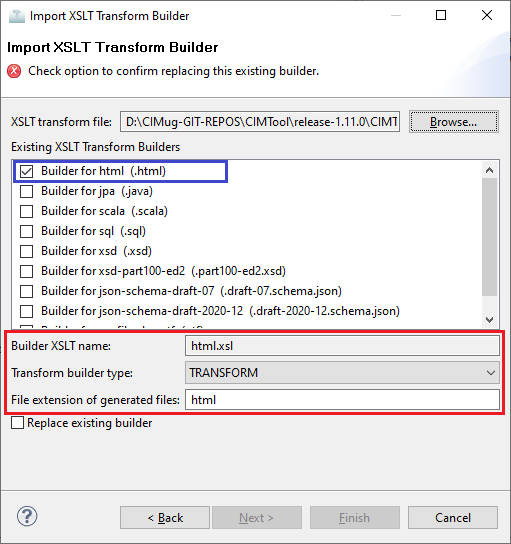 Import XSLT Transform Builder
Import XSLT Transform Builder
Check option to confirm replacing this existing builder.
XSLT transform file: D:\CIMug-GIT-REPOS\CIMTool\release-1.11.0\CIMT Browse...
Existing XSLT Transform Builders
Builder for html (.html)
Builder for jpa (.java)
Builder for scala (.scala)
Builder for sql (.sql)
Builder for xsd (.xsd)
Builder for xsd-part100-ed2 (.part100-ed2.xsd)
Builder for json-schema-draft-07 (.draft-07.schema.json)
Builder for json-schema-draft-2020-12 (.draft-2020-12.schema.json)
Builder XSLT name: html.xsl
Transform builder type: TRANSFORM
File extension of generated files: html
Replace existing builder
? < Back Next > Finish Cancel